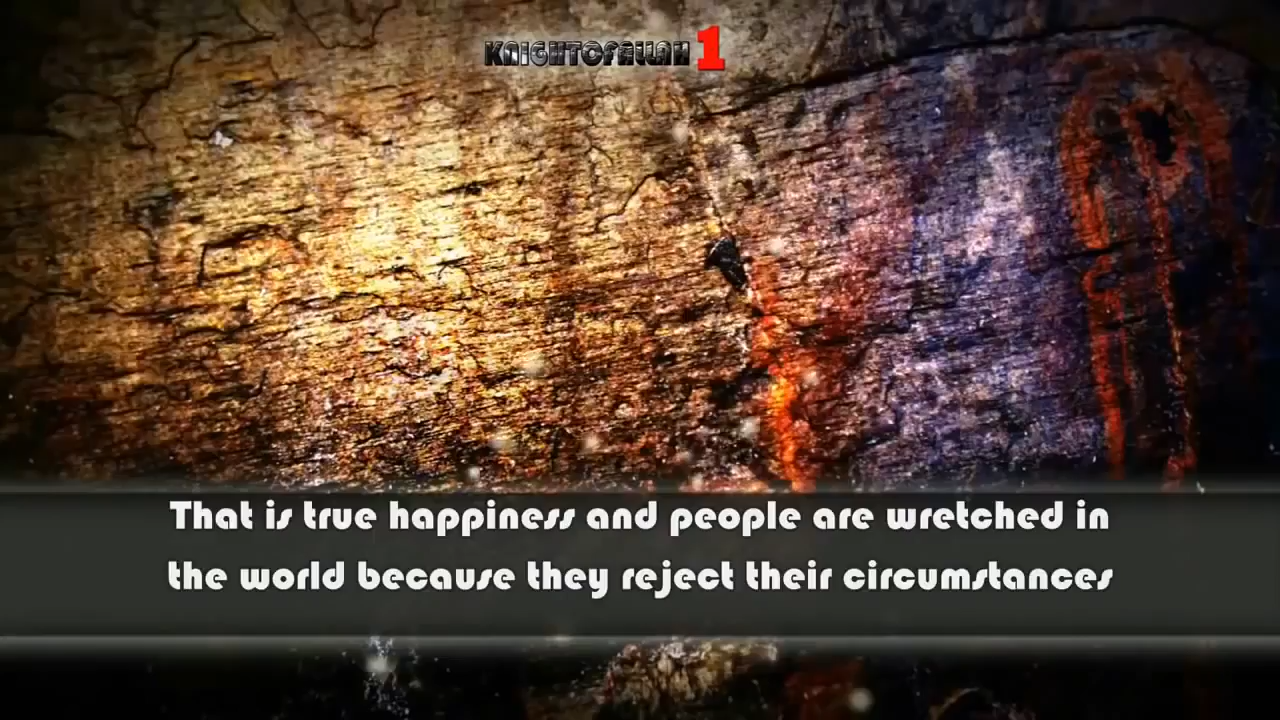 KNIGHTOFALLAH1
That is true happiness and people are wretched in
the world because they reject their circumstances